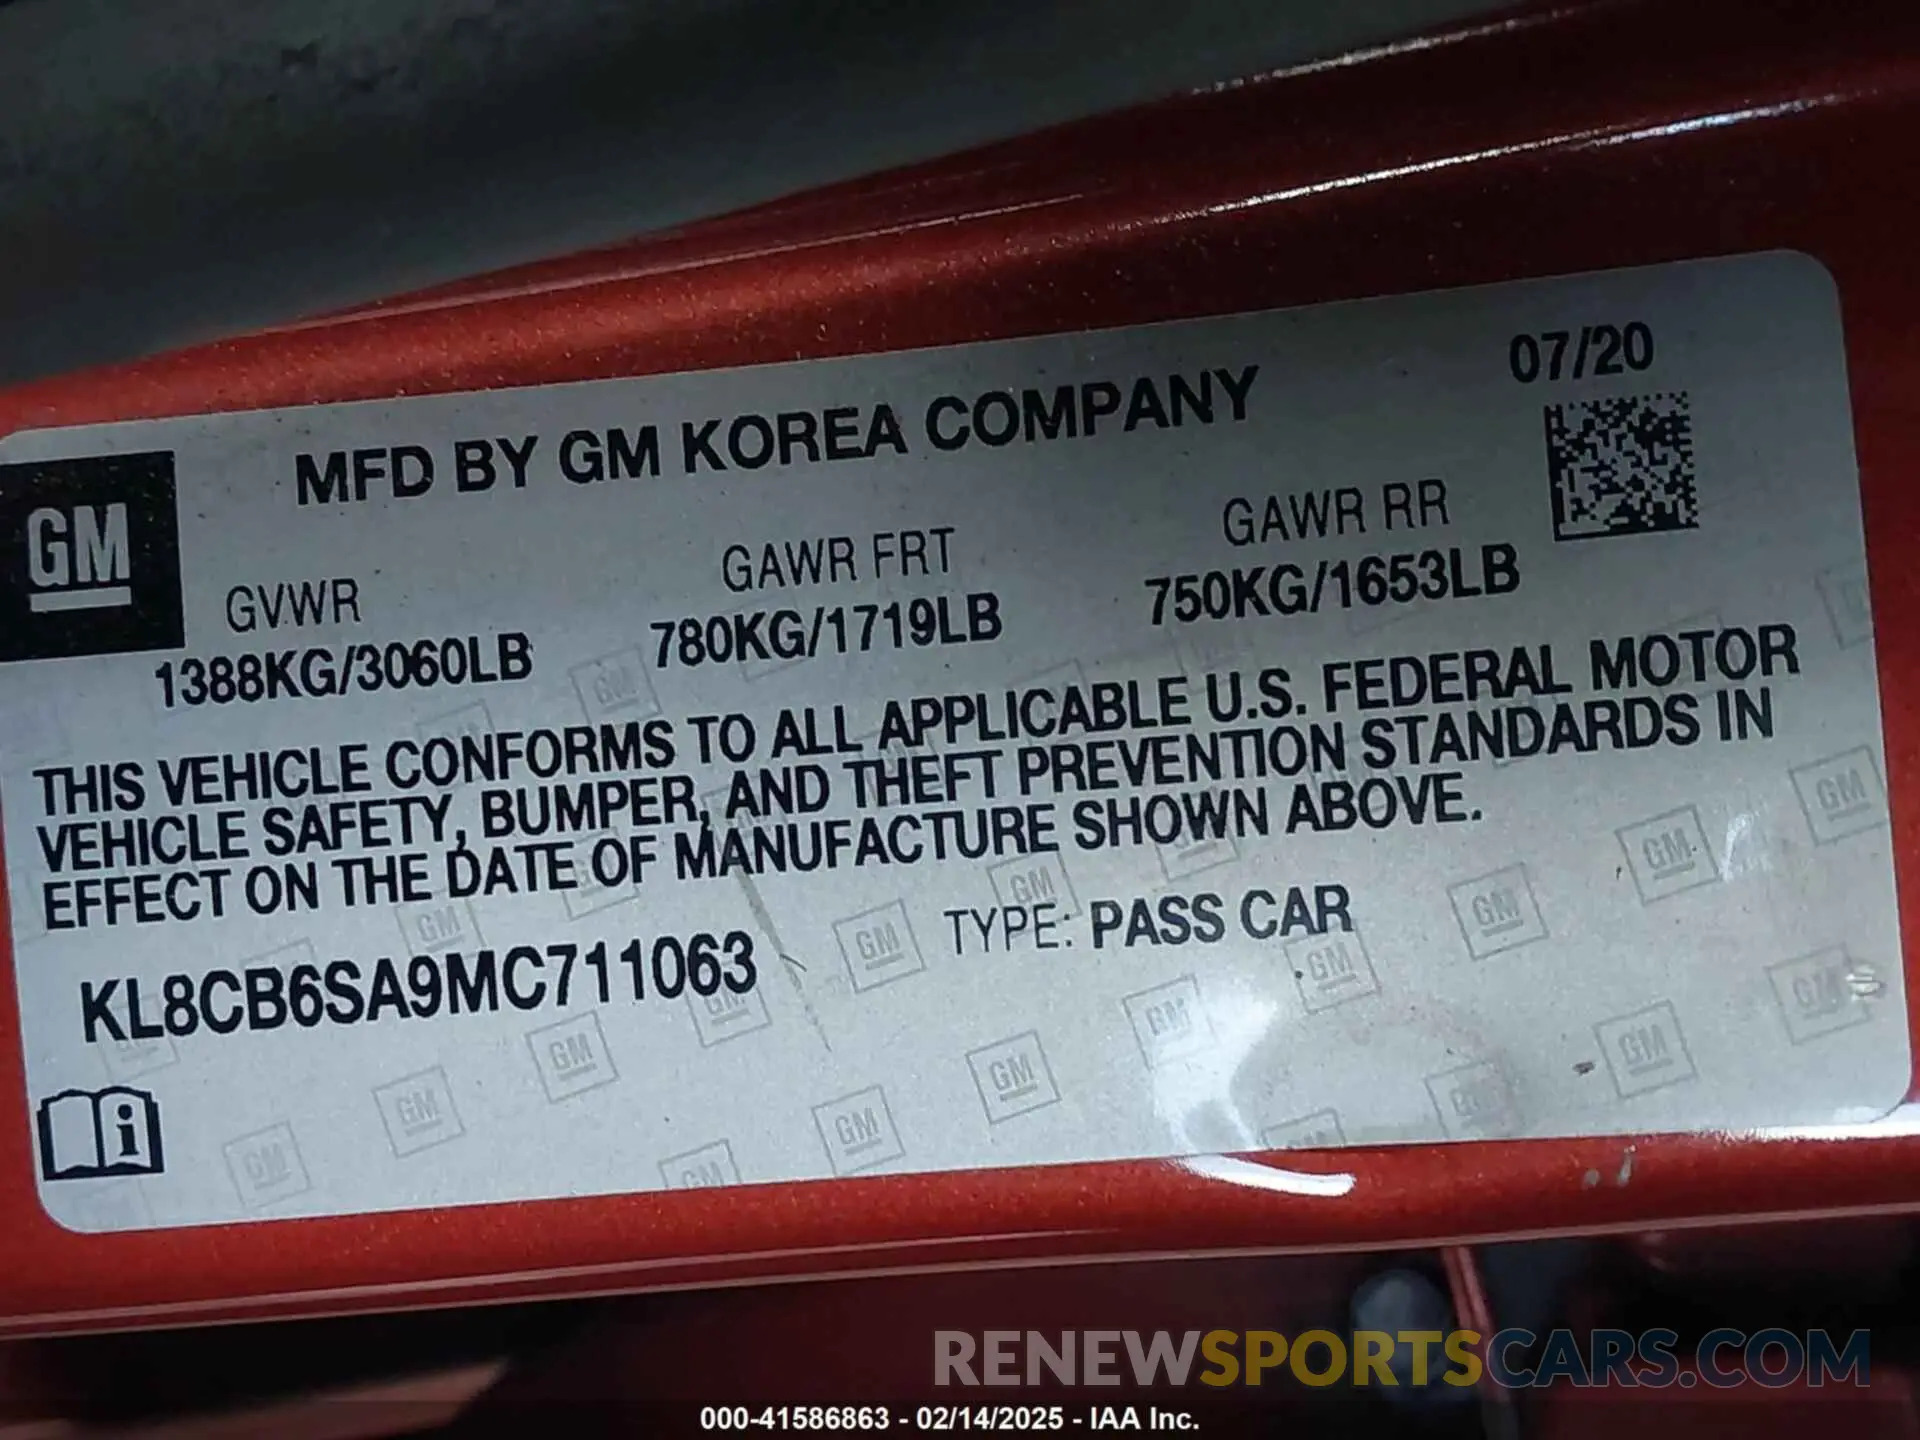 07/20
MFD BY GM KOREA COMPANY
GM
GVWR GAWR FRT GAWR RR
1388KG/3060LB 780KG/1719LB 750KG/1653LB
THIS VEHICLE CONFORMS TO ALL APPLICABLE U.S. FEDERAL MOTOR
VEHICLE SAFETY, BUMPER, AND THEFT PREVENTION STANDARDS IN
EFFECT ON THE DATE OF MANUFACTURE SHOWN ABOVE.
KL8CB6SA9MC711063 TYPE: PASS CAR
RENEWSPORTSCARS.COM
000-41586863 - 02/14/2025 - IAA Inc.